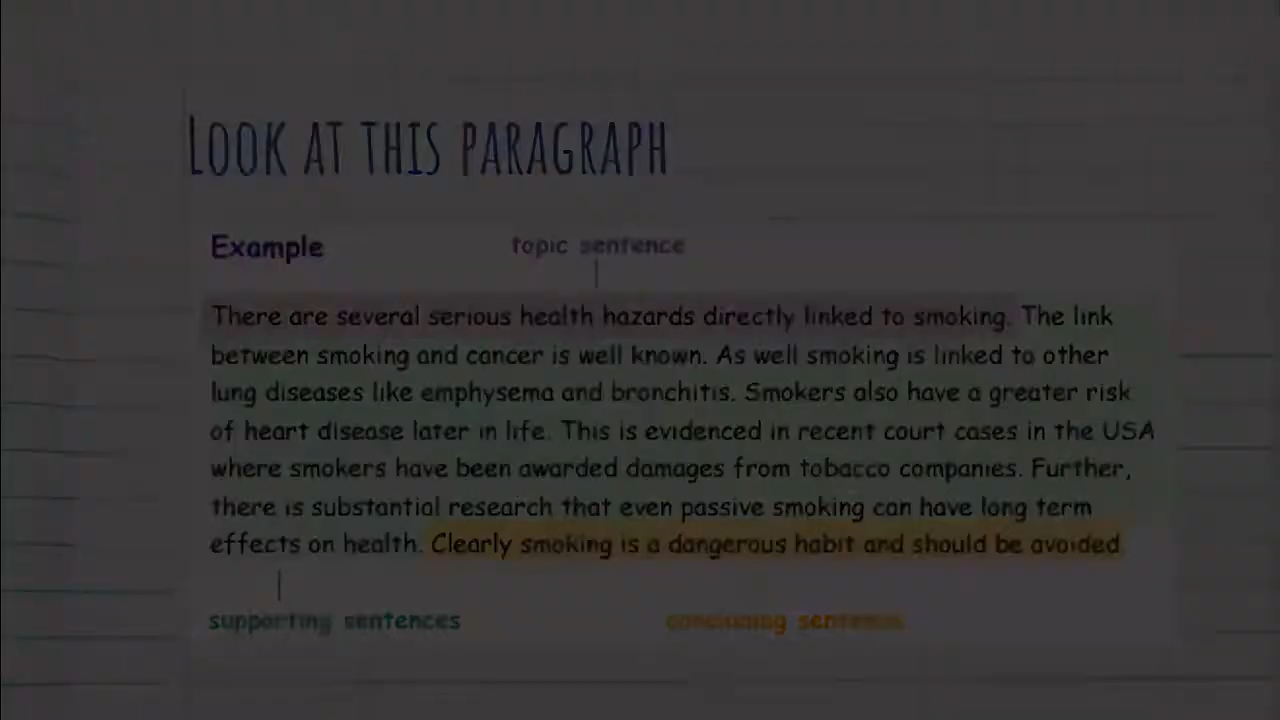 LOOK AT THIS PARAGRAPH
Example
topic sentence
There are several serious health hazards directly linked to smoking. The link
between smoking and cancer is well known. As well smoking is linked to other
lung diseases like emphysema and bronchitis. Smokers also have a greater risk
of heart disease later in life. This is evidenced in recent court cases in the USA
where smokers have been awarded damages from tobacco companies. Further,
there is substantial research that even passive smoking can have long term
effects on health. Clearly smoking is a dangerous habit and should be avoided.
supporting sentences
concluding sentence